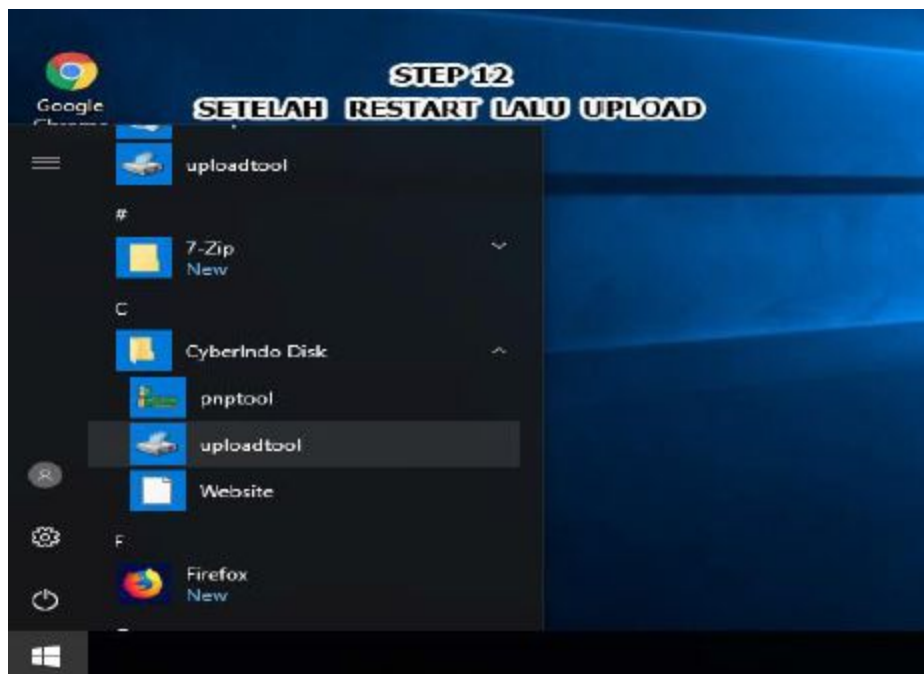 STEP 12
SETELAH RESTART LALU UPLOAD
Google
uploadtool
#
7-Zip
New
C
CyberIndo Disk
pnptool
uploadtool
Website
F
Firefox
New